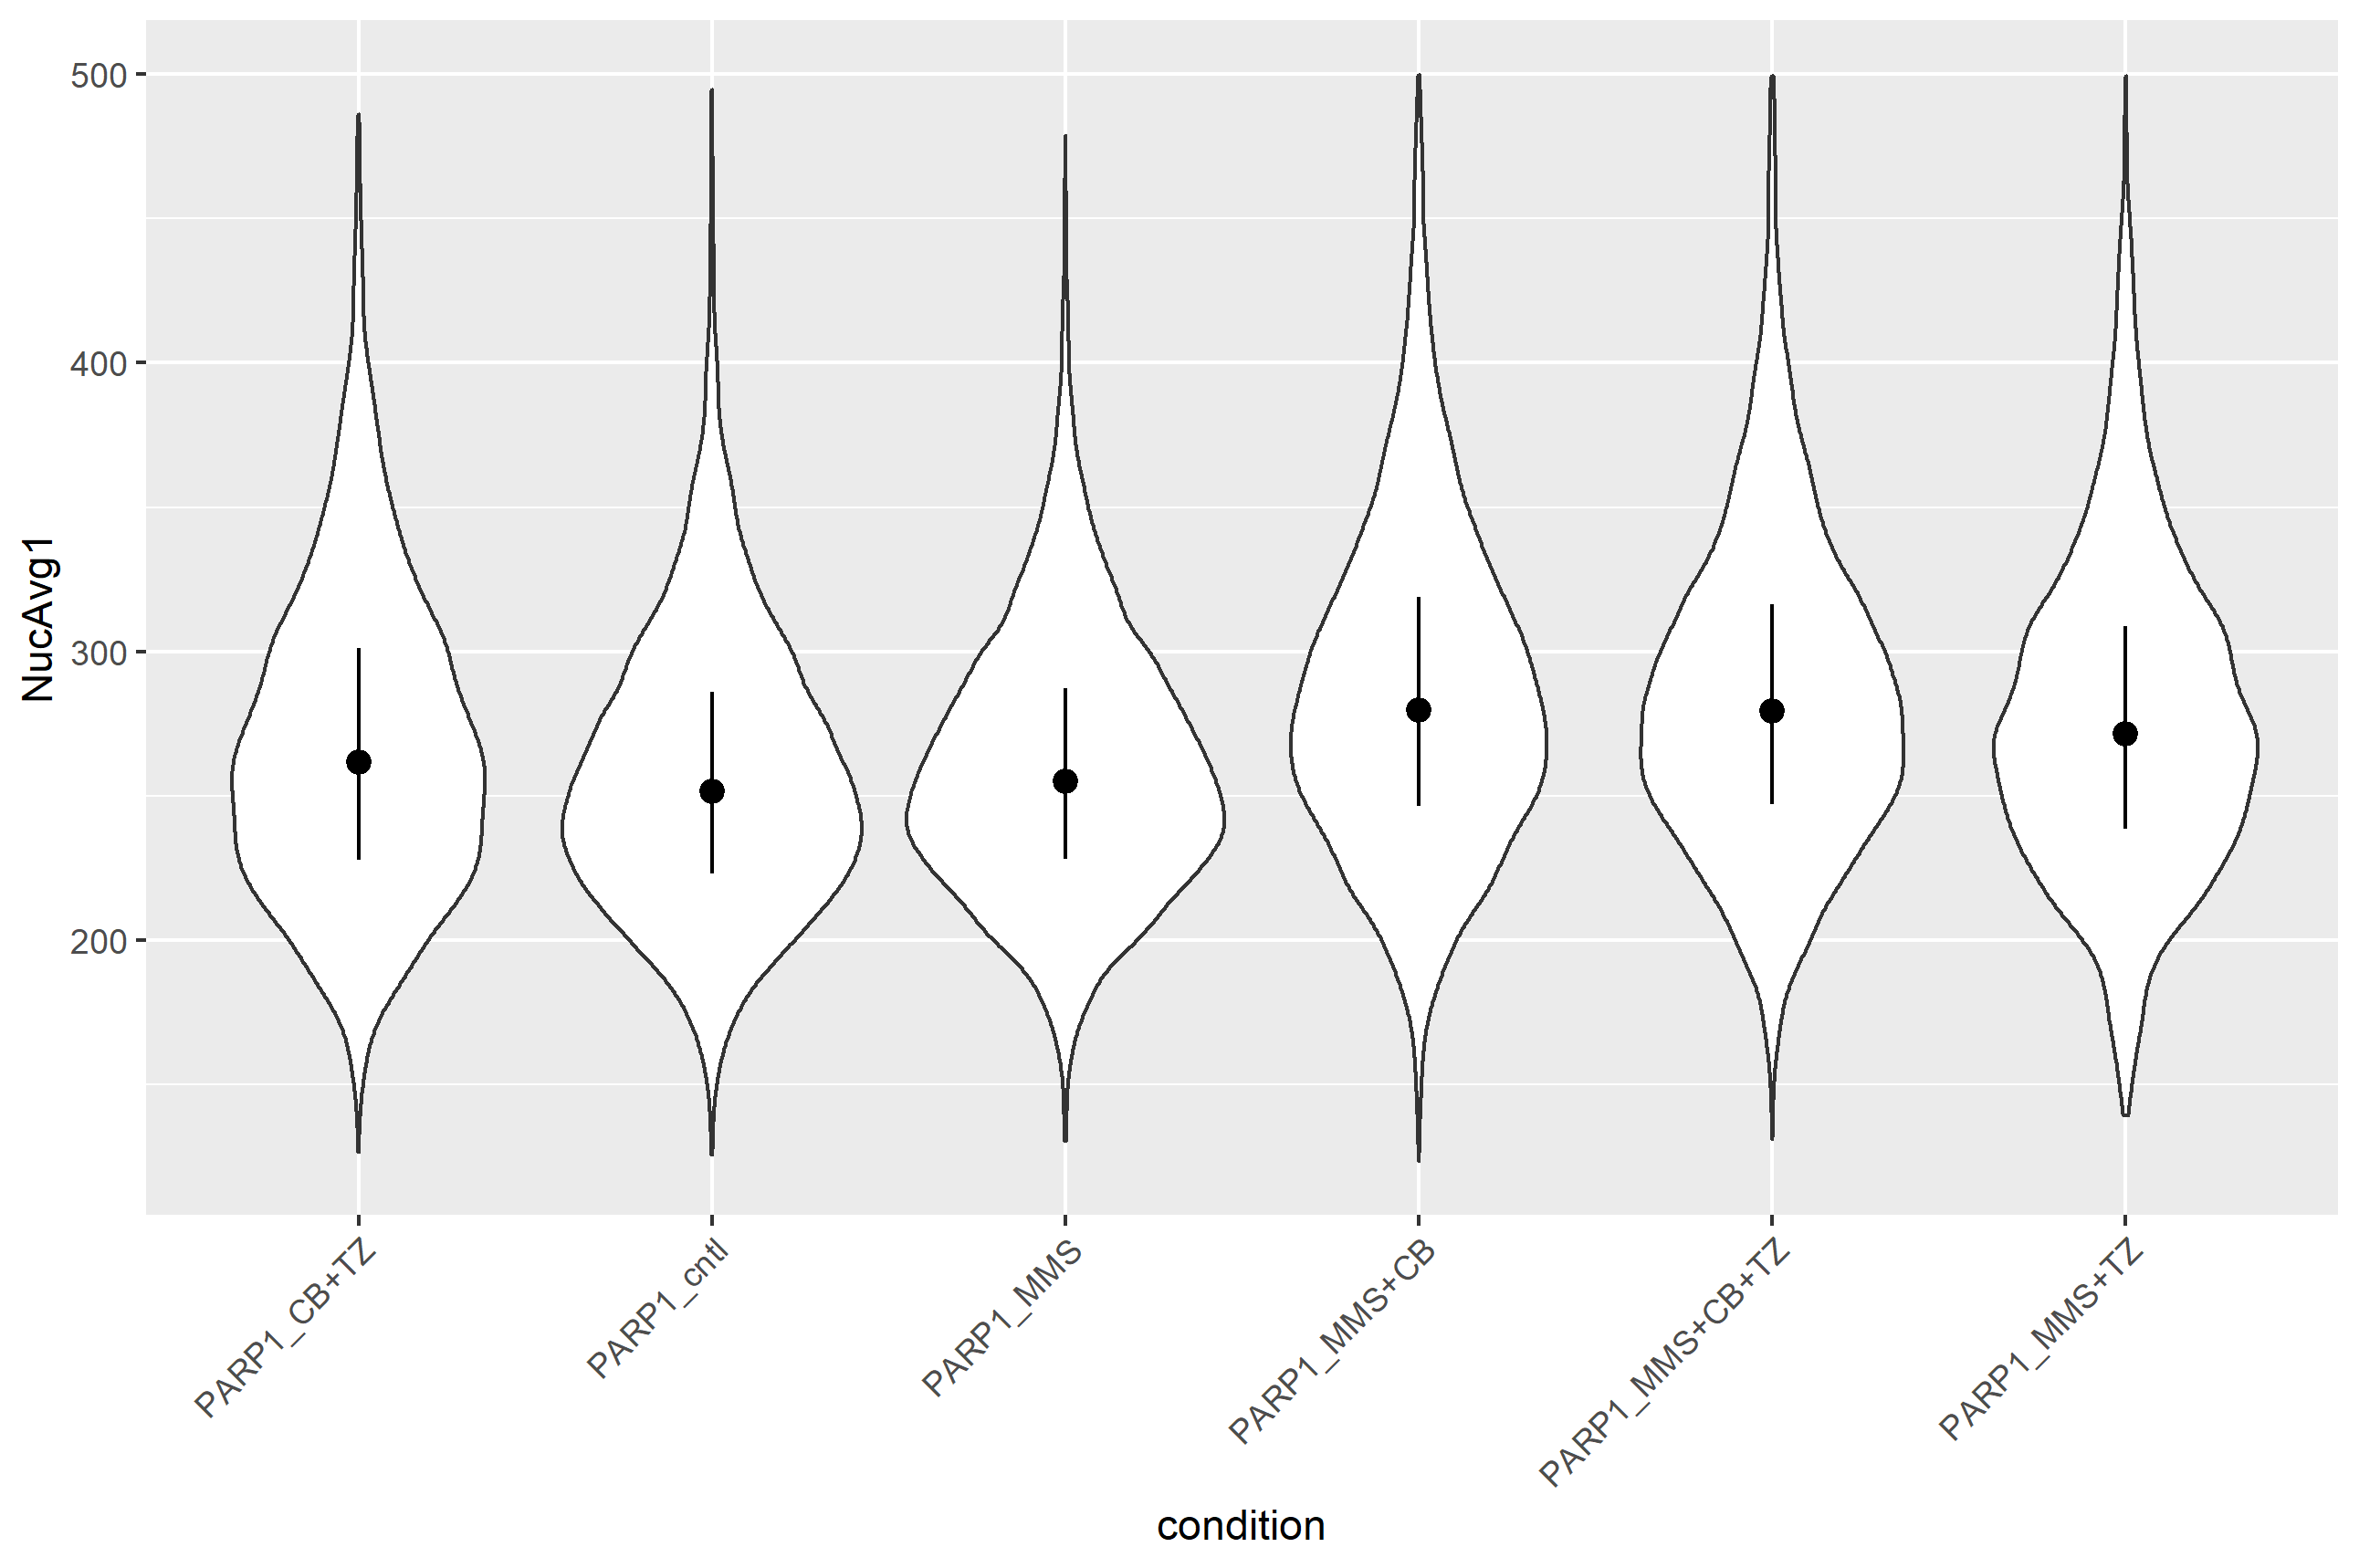 NucAvg1
500
400
300
200
PARP1_CB+TZ
PARP1_cntl
PARP1_MMS
PARP1_MMS+CB
PARP1_MMS+CB+TZ
PARP1_MMS+TZ
condition